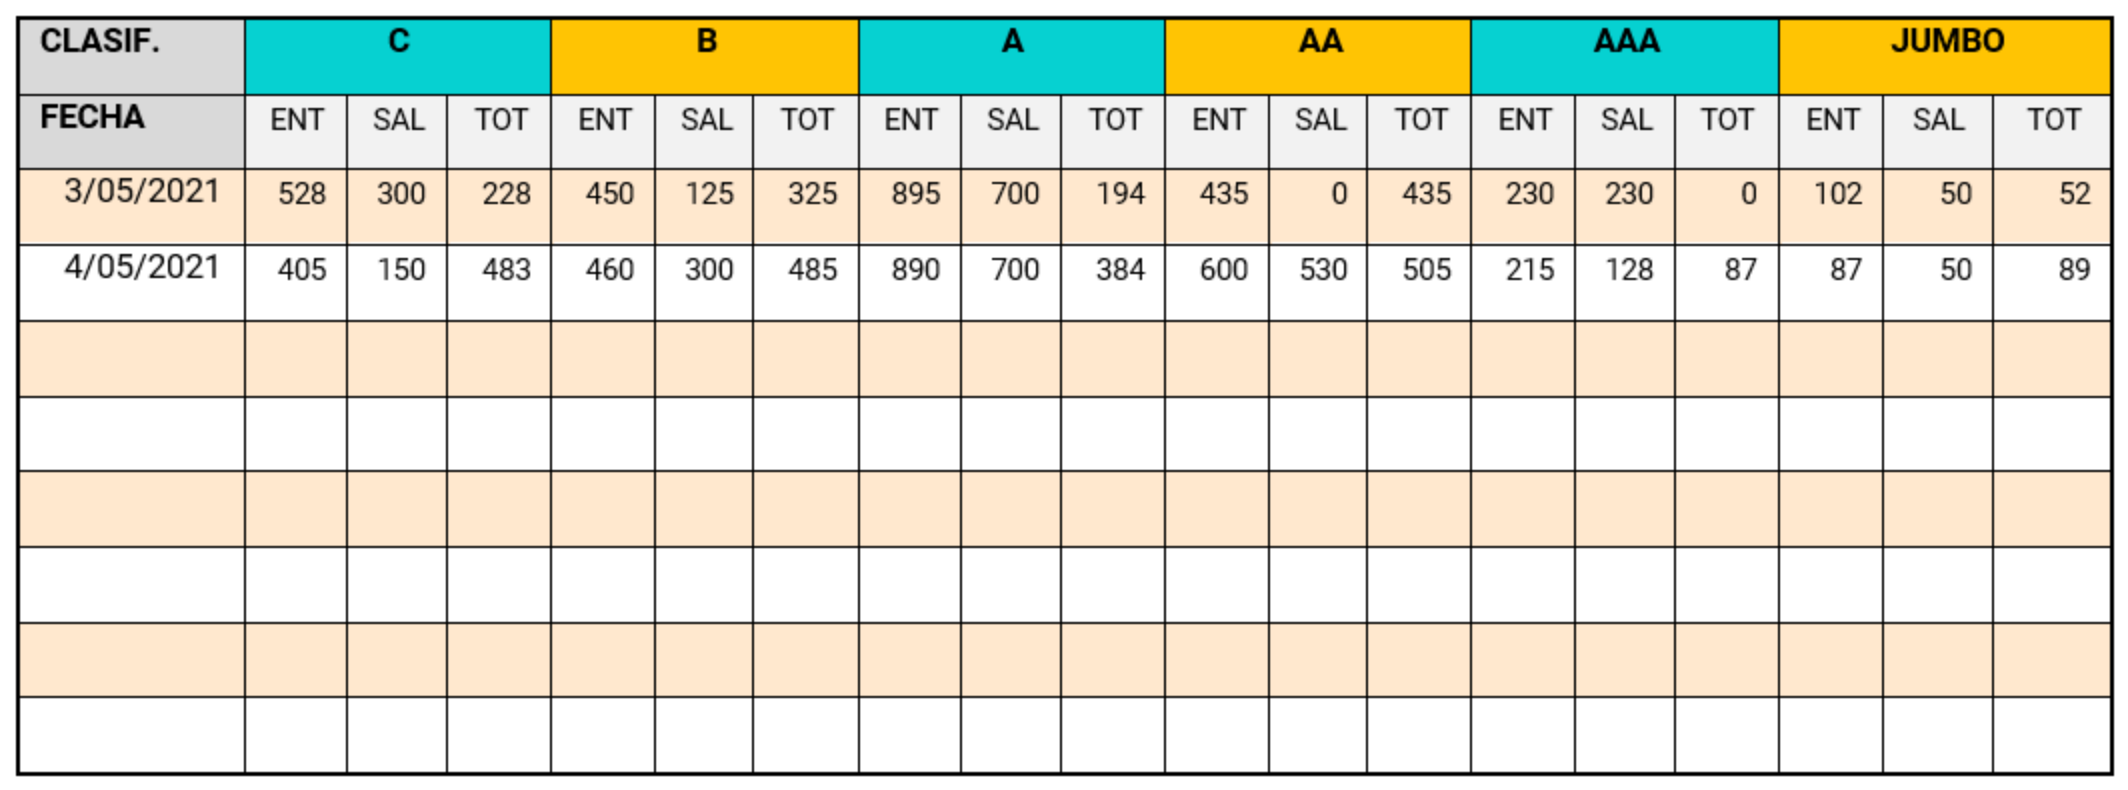 CLASIF. C B A AA AAA JUMBO
FECHA ENT SAL TOT ENT SAL TOT ENT SAL TOT ENT SAL TOT ENT SAL TOT ENT SAL TOT
3/05/2021 528 300 228 450 125 325 895 700 194 435 0 435 230 230 0 102 50 52
4/05/2021 405 150 483 460 300 485 890 700 384 600 530 505 215 128 87 87 50 89